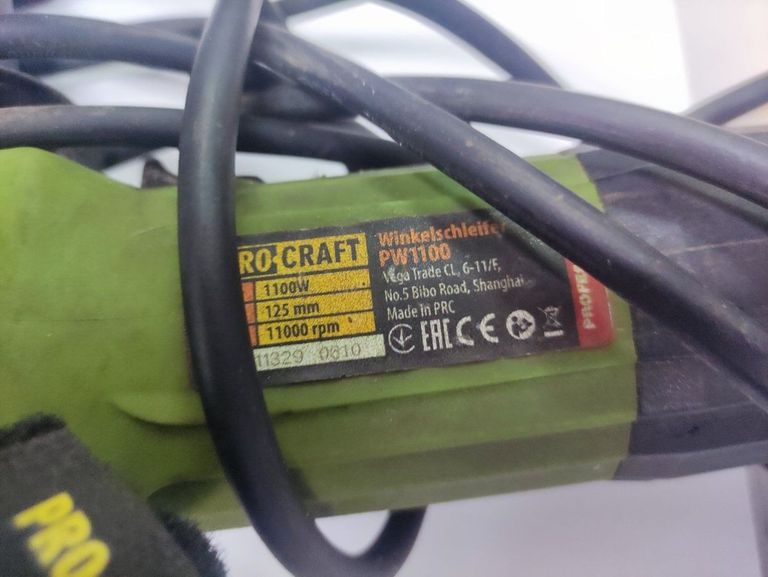 RO-CRAFT
1100W
125 mm
11000 rpm
11329 0610
Winkelschleifer
PW1100
Vega Trade CL, 6-11/F,
No.5 Bibo Road, Shanghai
Made in PRC
EAC CE
PROFES
PRO